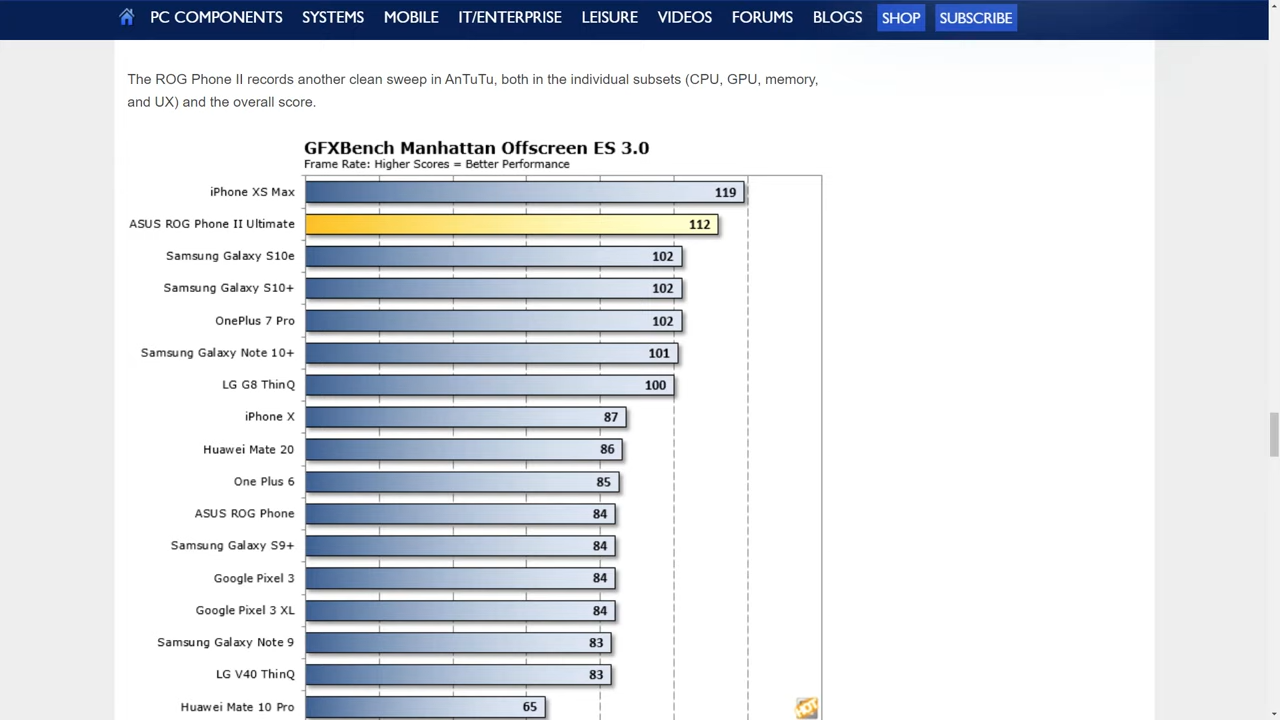 PC COMPONENTS SYSTEMS MOBILE IT/ENTERPRISE LEISURE VIDEOS FORUMS BLOGS SHOP SUBSCRIBE
The ROG Phone II records another clean sweep in AnTuTu, both in the individual subsets (CPU, GPU, memory,
and UX) and the overall score.
GFXBench Manhattan Offscreen ES 3.0
Frame Rate: Higher Scores = Better Performance
iPhone XS Max 119
ASUS ROG Phone II Ultimate 112
Samsung Galaxy S10e 102
Samsung Galaxy S10+ 102
OnePlus 7 Pro 102
Samsung Galaxy Note 10+ 101
LG G8 ThinQ 100
iPhone X 87
Huawei Mate 20 86
One Plus 6 85
ASUS ROG Phone 84
Samsung Galaxy S9+ 84
Google Pixel 3 84
Google Pixel 3 XL 84
Samsung Galaxy Note 9 83
LG V40 ThinQ 83
Huawei Mate 10 Pro 65
HOT